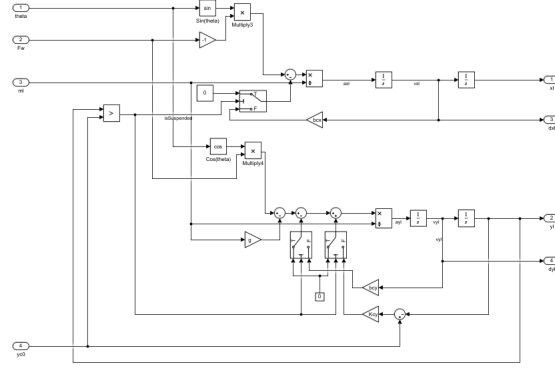 1
theta
sin
Sin(theta)
×
Multiply3
2
Fw
-1
3
ml
×
÷
axl
1
s
vxl
1
s
1
xl
0
T
F
isSuspended
>
bcx
3
dxl
cos
Cos(theta)
×
Multiply4
×
÷
ayl
1
s
vyl
1
s
2
yl
g
T
F
T
F
vyl
0
bcy
4
dyl
Kcy
4
yc0